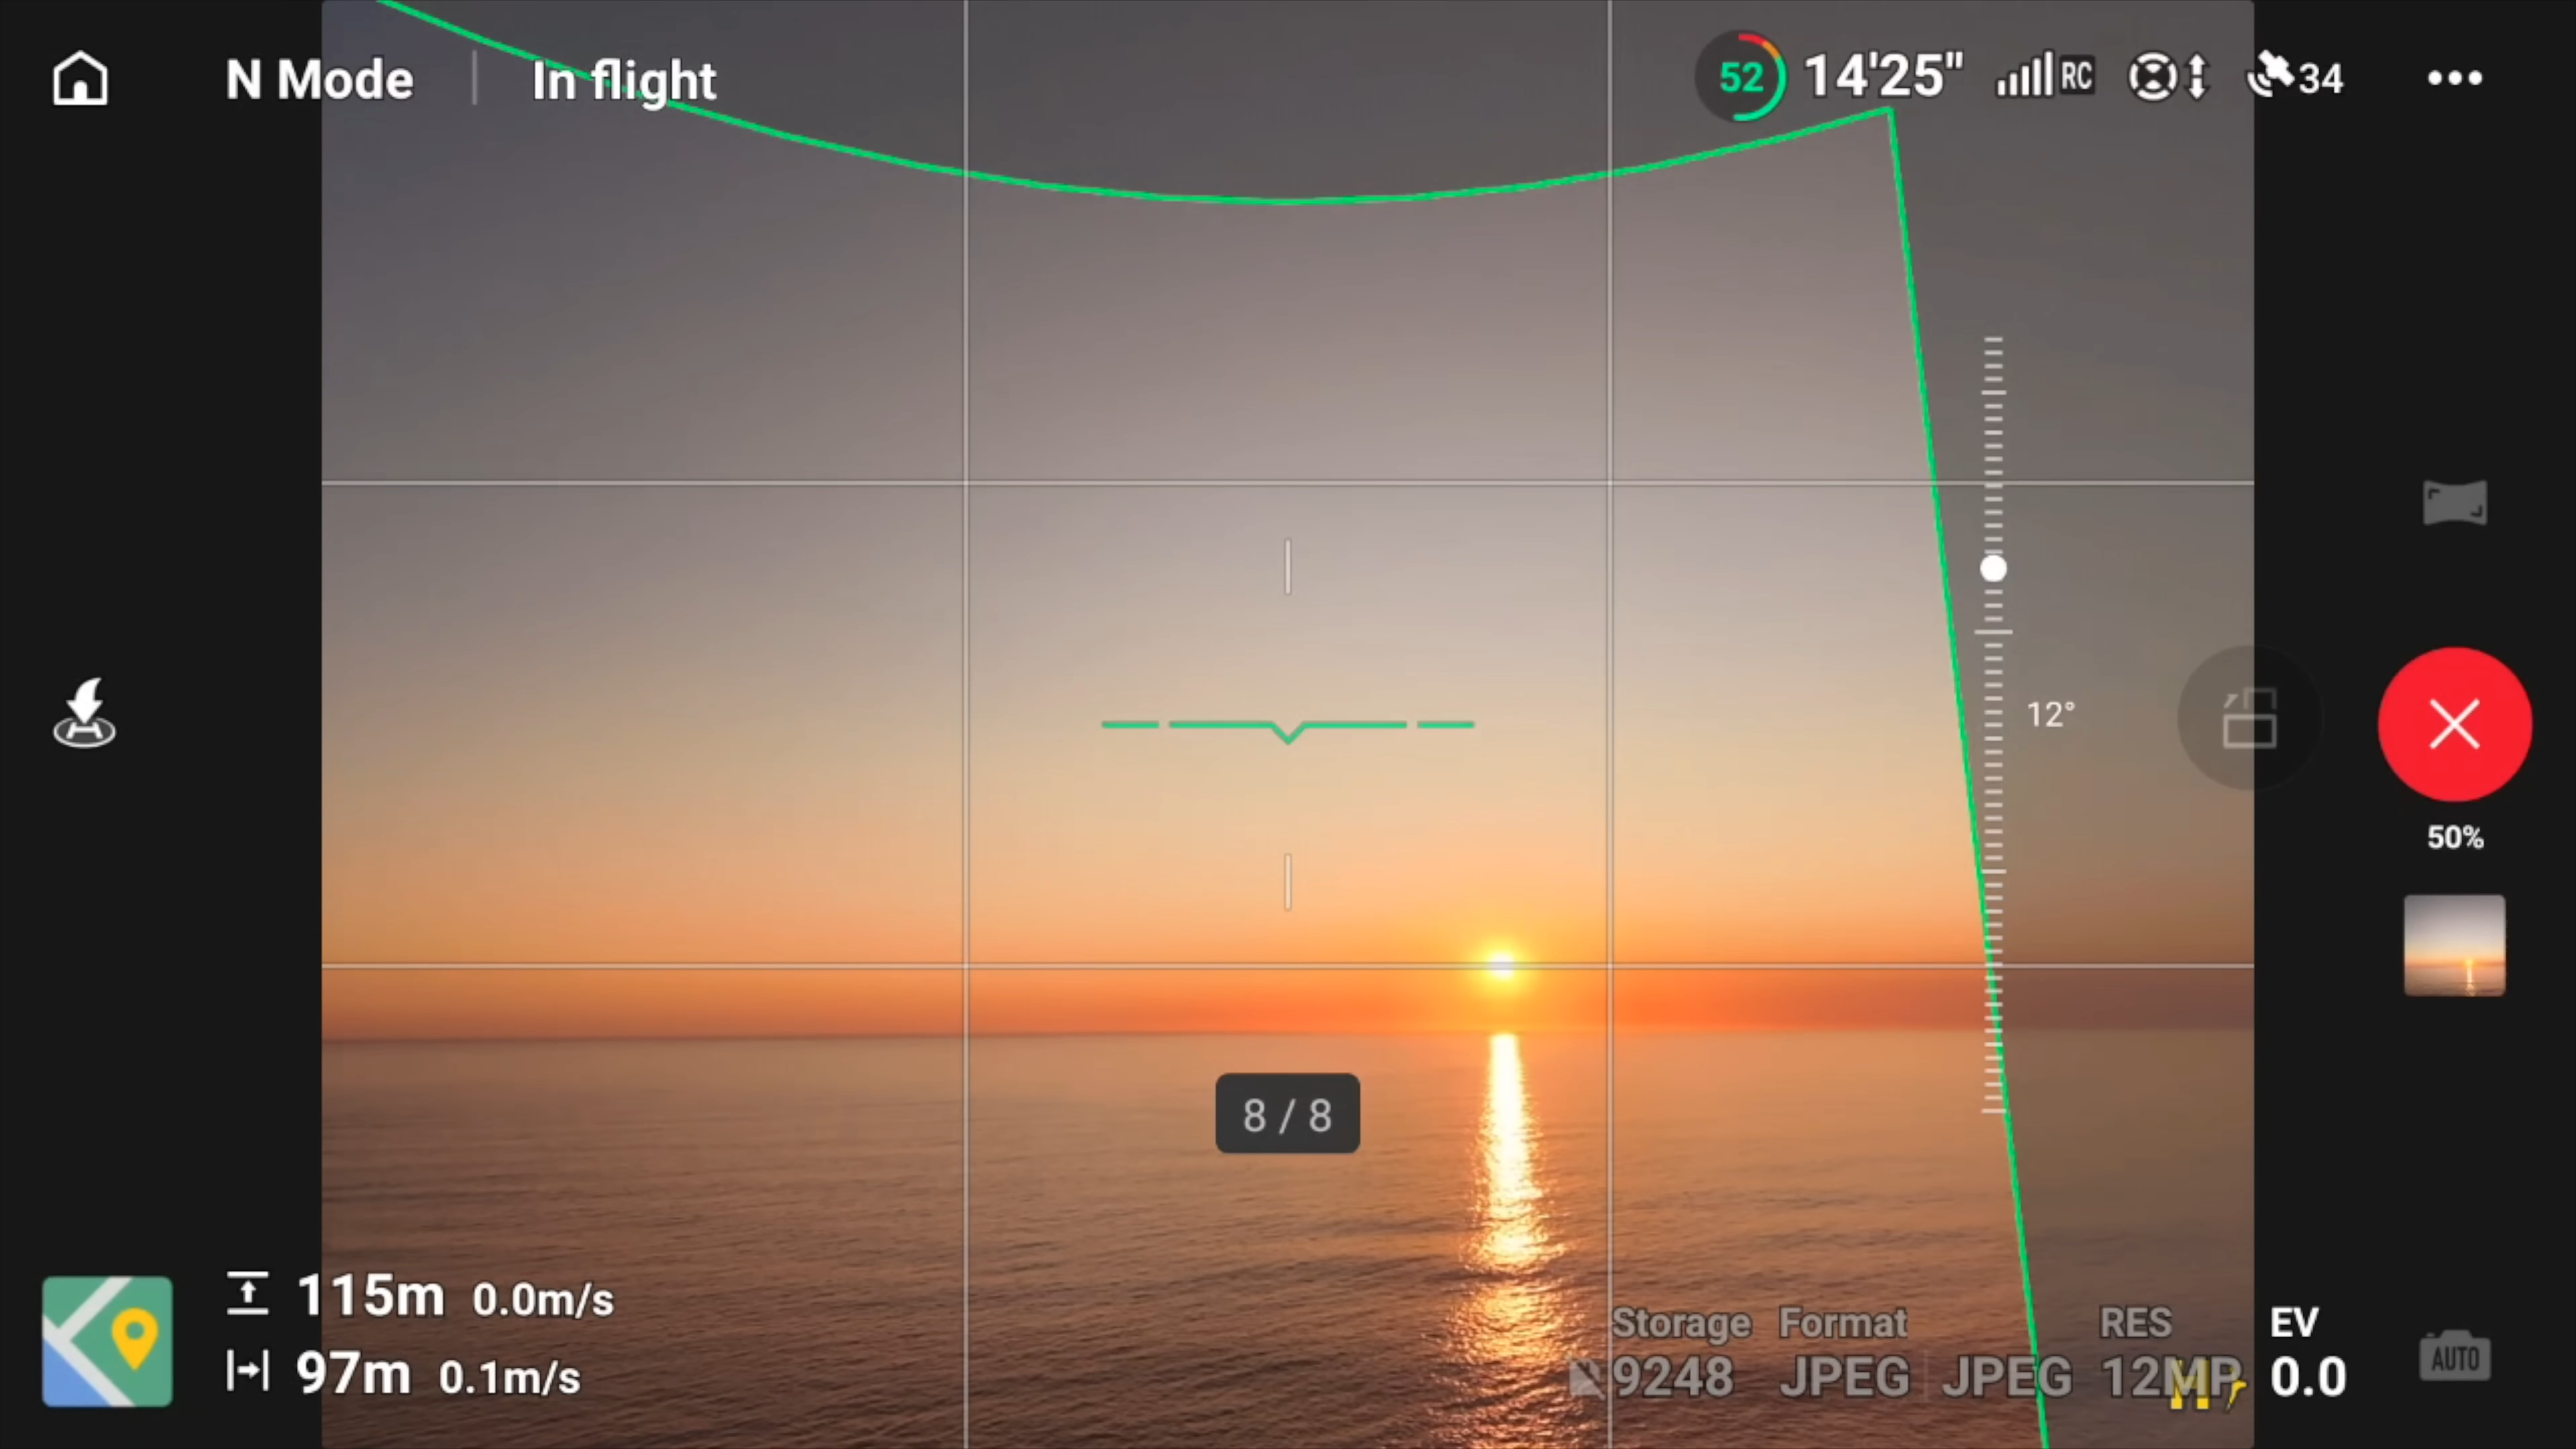 N Mode | In flight
52 14'25" RC 34
12°
50%
8 / 8
115m 0.0m/s
97m 0.1m/s
Storage Format RES EV
9248 JPEG JPEG 12MP 0.0
AUTO